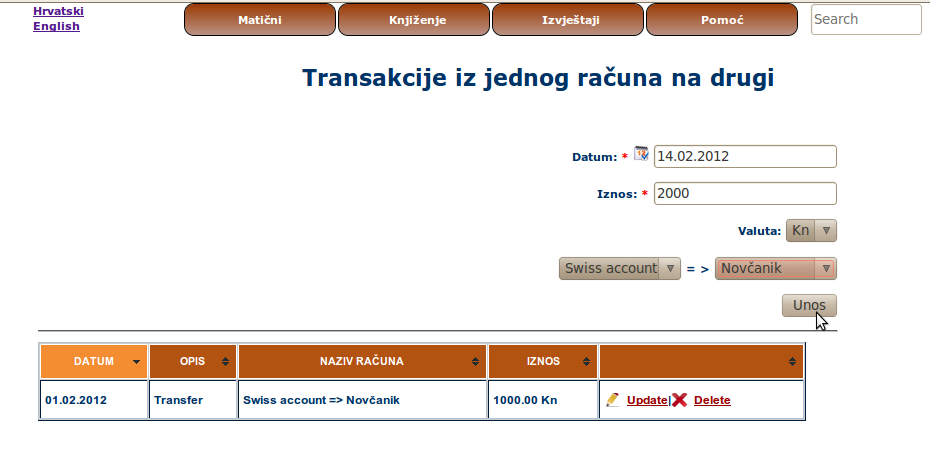 Hrvatski
English
Matični Knjiženje Izvještaji Pomoć Search
Transakcije iz jednog računa na drugi
Datum: * 14.02.2012
Iznos: * 2000
Valuta: Kn
Swiss account = > Novčanik
Unos
DATUM OPIS NAZIV RAČUNA IZNOS
01.02.2012 Transfer Swiss account => Novčanik 1000.00 Kn Update| Delete